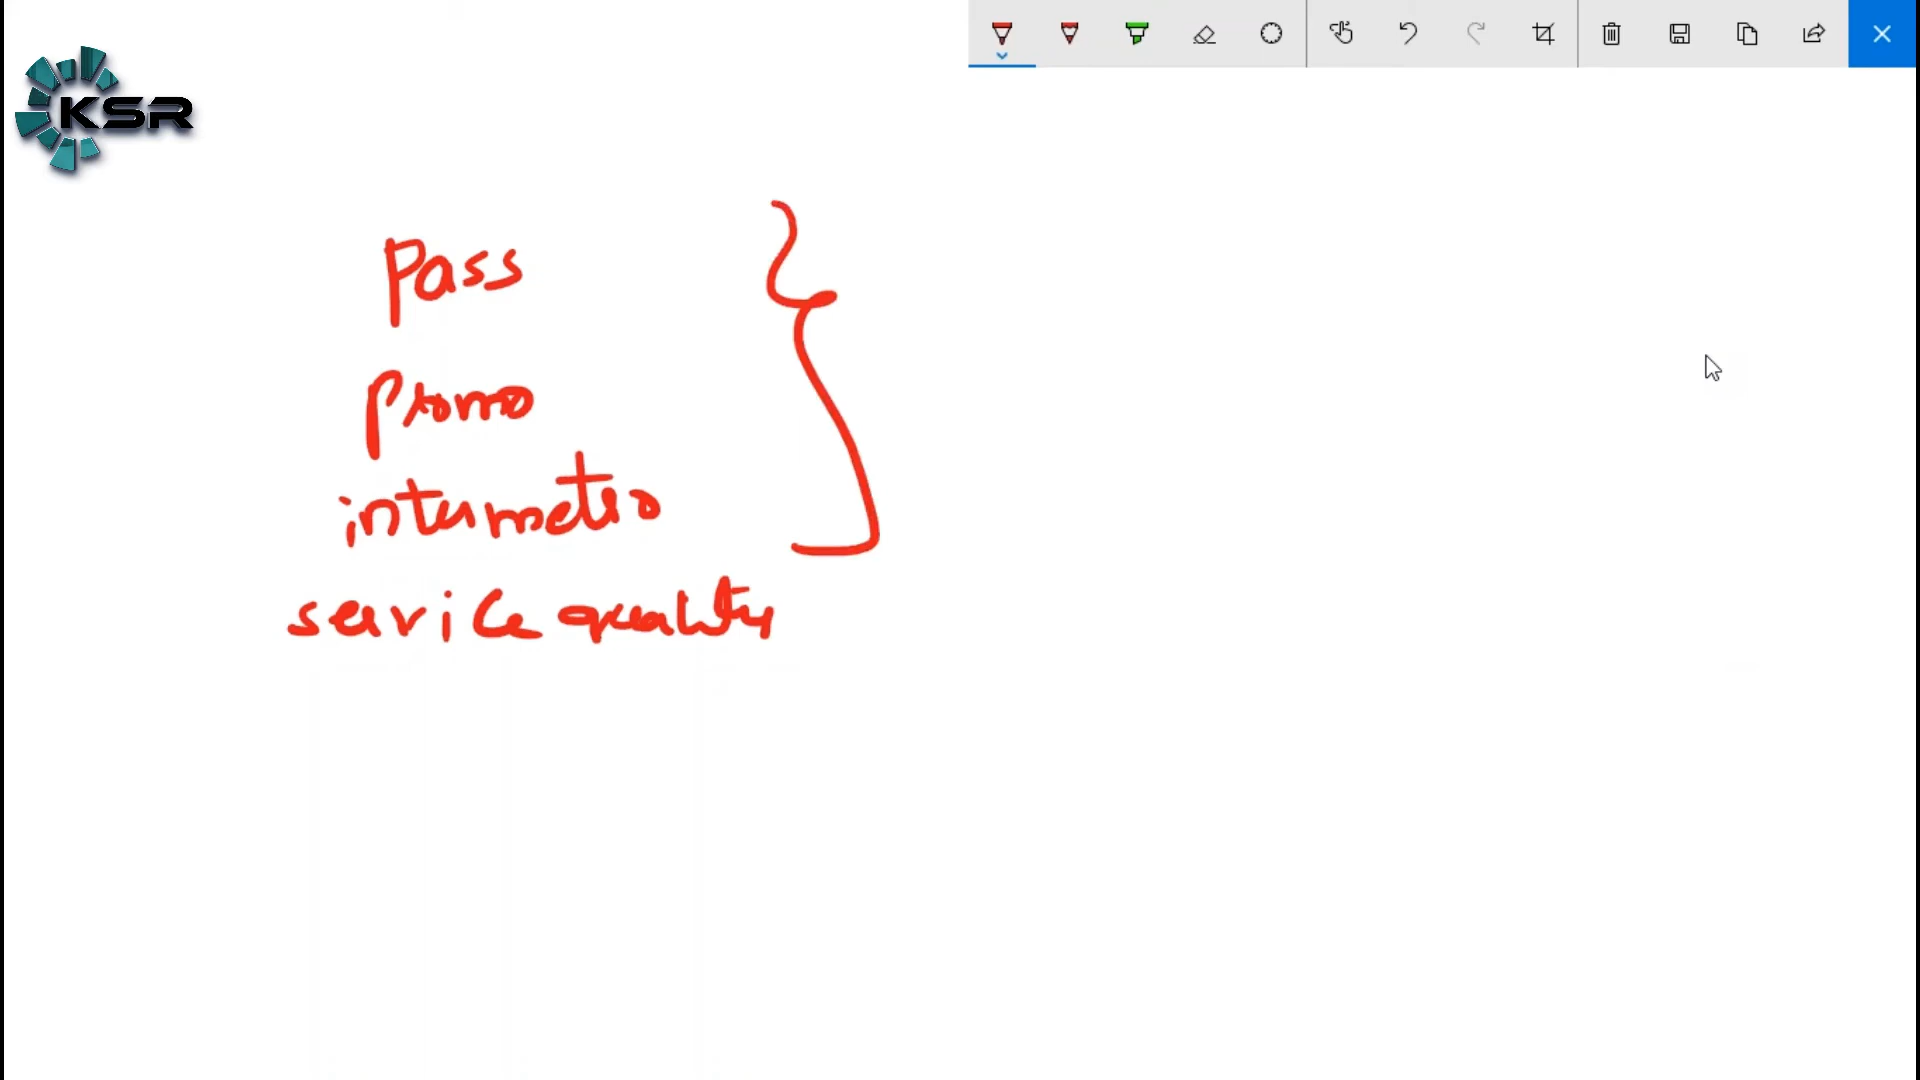 KSR
Pass
Promo
intermetro
service quality